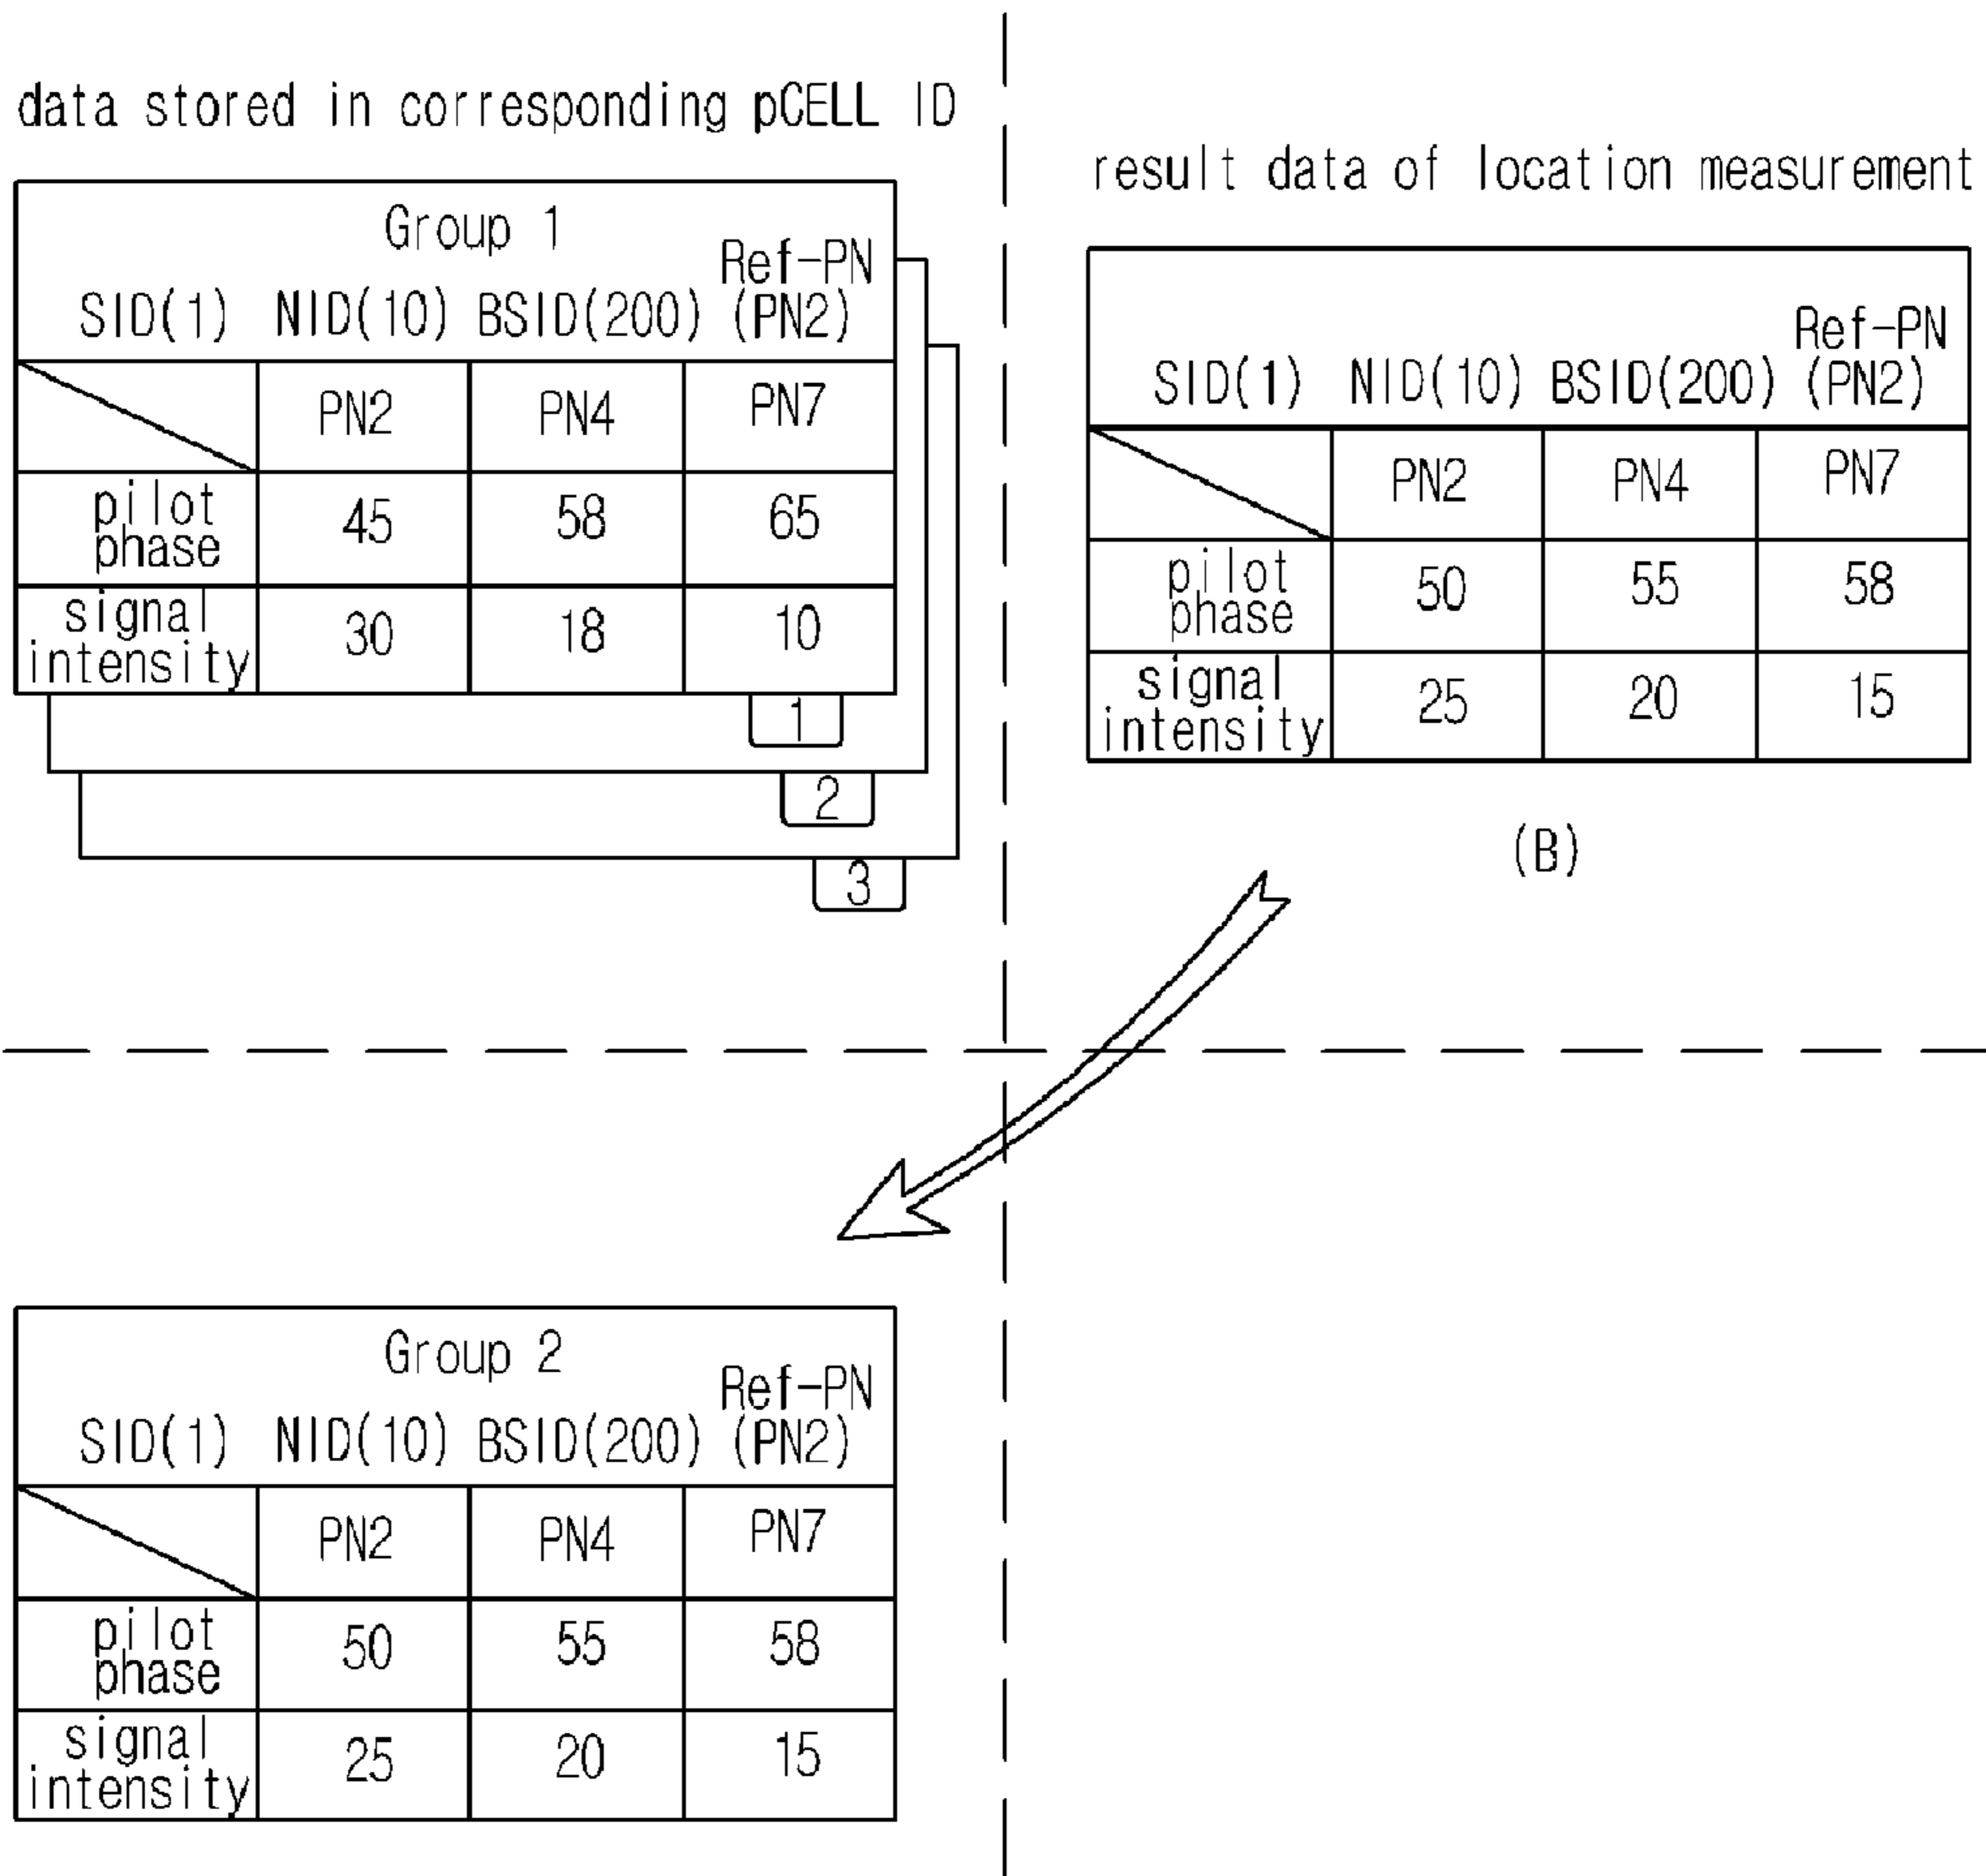 data stored in corresponding pCELL ID
Group 1
SID(1) NID(10) BSID(200) Ref-PN (PN2)
PN2 PN4 PN7
pilot phase 45 58 65
signal intensity 30 18 10
1
2
3
result data of location measurement
SID(1) NID(10) BSID(200) Ref-PN (PN2)
PN2 PN4 PN7
pilot phase 50 55 58
signal intensity 25 20 15
(B)
Group 2
SID(1) NID(10) BSID(200) Ref-PN (PN2)
PN2 PN4 PN7
pilot phase 50 55 58
signal intensity 25 20 15